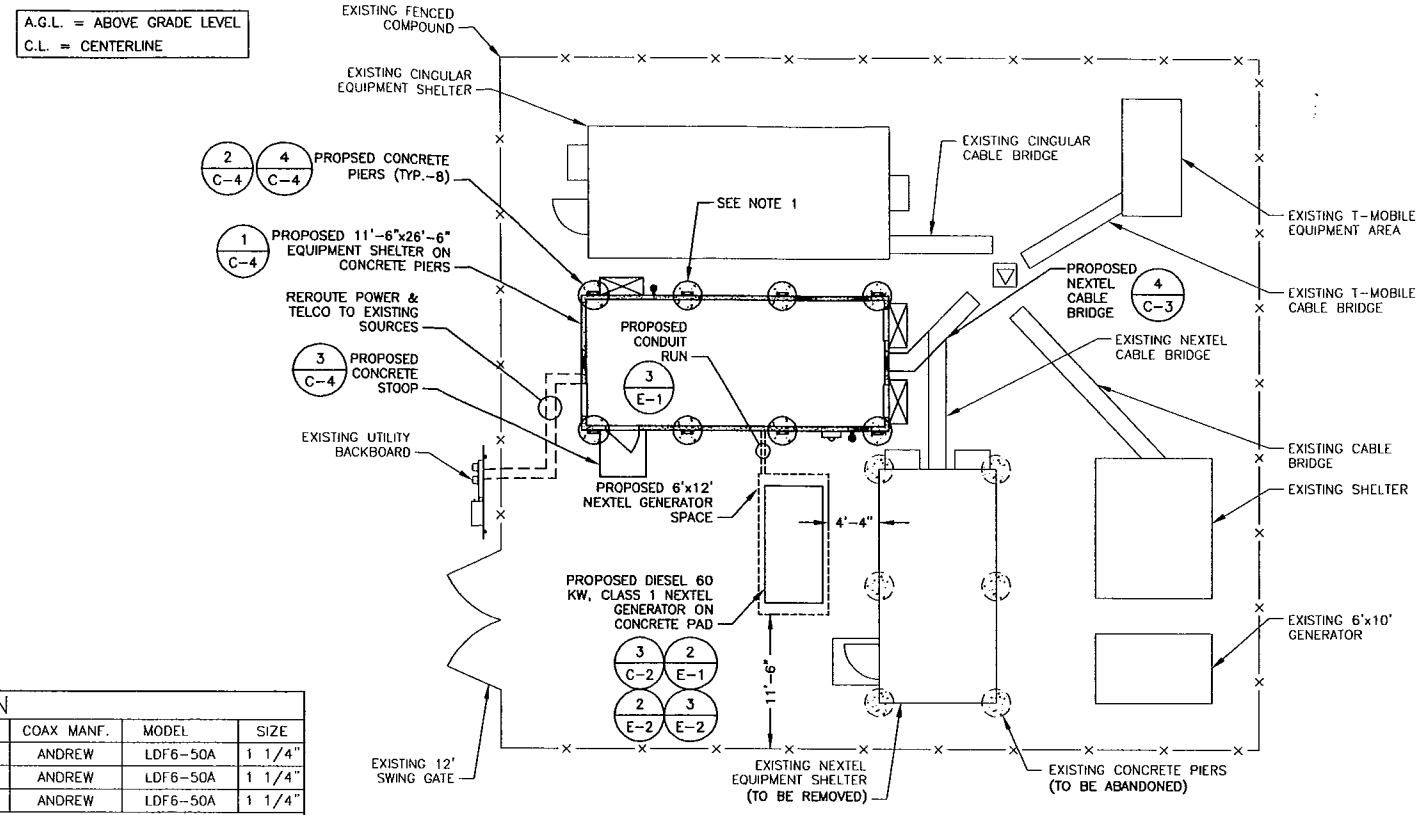 A.G.L. = ABOVE GRADE LEVEL
C.L. = CENTERLINE
EXISTING FENCED
COMPOUND
EXISTING CINGULAR
EQUIPMENT SHELTER
2
C-4
4
C-4
PROPSED CONCRETE
PIERS (TYP.-8)
1
C-4
PROPOSED 11'-6"x26'-6"
EQUIPMENT SHELTER ON
CONCRETE PIERS
REROUTE POWER &
TELCO TO EXISTING
SOURCES
3
C-4
PROPOSED
CONCRETE
STOOP
EXISTING UTILITY
BACKBOARD
SEE NOTE 1
EXISTING CINGULAR
CABLE BRIDGE
EXISTING T-MOBILE
EQUIPMENT AREA
PROPOSED
NEXTEL
CABLE
BRIDGE
4
C-3
EXISTING T-MOBILE
CABLE BRIDGE
EXISTING NEXTEL
CABLE BRIDGE
PROPOSED
CONDUIT
RUN
3
E-1
EXISTING CABLE
BRIDGE
EXISTING SHELTER
PROPOSED 6'x12'
NEXTEL GENERATOR
SPACE
4'-4"
PROPOSED DIESEL 60
KW, CLASS 1 NEXTEL
GENERATOR ON
CONCRETE PAD
3
C-2
2
E-1
2
E-2
3
E-2
11'-6"
EXISTING 6'x10'
GENERATOR
EXISTING 12'
SWING GATE
EXISTING NEXTEL
EQUIPMENT SHELTER
(TO BE REMOVED)
EXISTING CONCRETE PIERS
(TO BE ABANDONED)
N
COAX MANF. MODEL SIZE
ANDREW LDF6-50A 1 1/4"
ANDREW LDF6-50A 1 1/4"
ANDREW LDF6-50A 1 1/4"